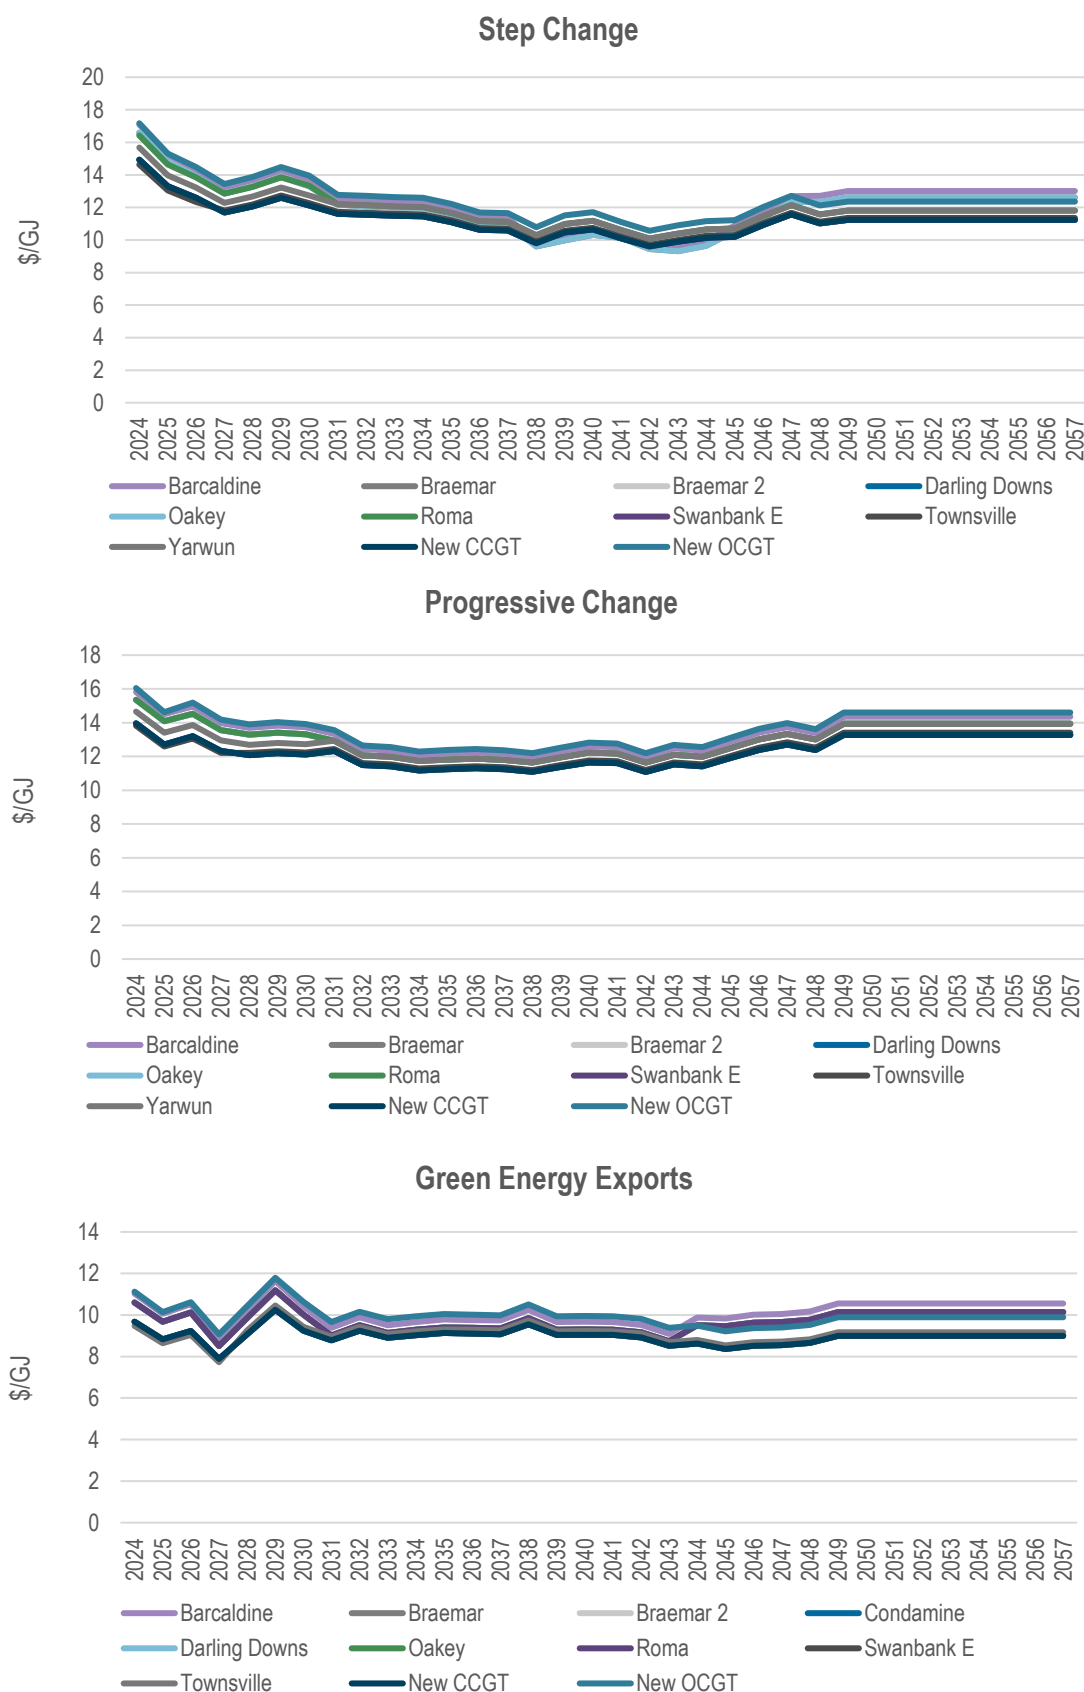 Step Change
20
18
16
14
12
10
8
6
4
2
0
$/GJ
2024 2025 2026 2027 2028 2029 2030 2031 2032 2033 2034 2035 2036 2037 2038 2039 2040 2041 2042 2043 2044 2045 2046 2047 2048 2049 2050 2051 2052 2053 2054 2055 2056 2057
Barcaldine Braemar Braemar 2 Darling Downs
Oakey Roma Swanbank E Townsville
Yarwun New CCGT New OCGT
Progressive Change
18
16
14
12
10
8
6
4
2
0
$/GJ
2024 2025 2026 2027 2028 2029 2030 2031 2032 2033 2034 2035 2036 2037 2038 2039 2040 2041 2042 2043 2044 2045 2046 2047 2048 2049 2050 2051 2052 2053 2054 2055 2056 2057
Barcaldine Braemar Braemar 2 Darling Downs
Oakey Roma Swanbank E Townsville
Yarwun New CCGT New OCGT
Green Energy Exports
14
12
10
8
6
4
2
0
$/GJ
2024 2025 2026 2027 2028 2029 2030 2031 2032 2033 2034 2035 2036 2037 2038 2039 2040 2041 2042 2043 2044 2045 2046 2047 2048 2049 2050 2051 2052 2053 2054 2055 2056 2057
Barcaldine Braemar Braemar 2 Condamine
Darling Downs Oakey Roma Swanbank E
Townsville New CCGT New OCGT